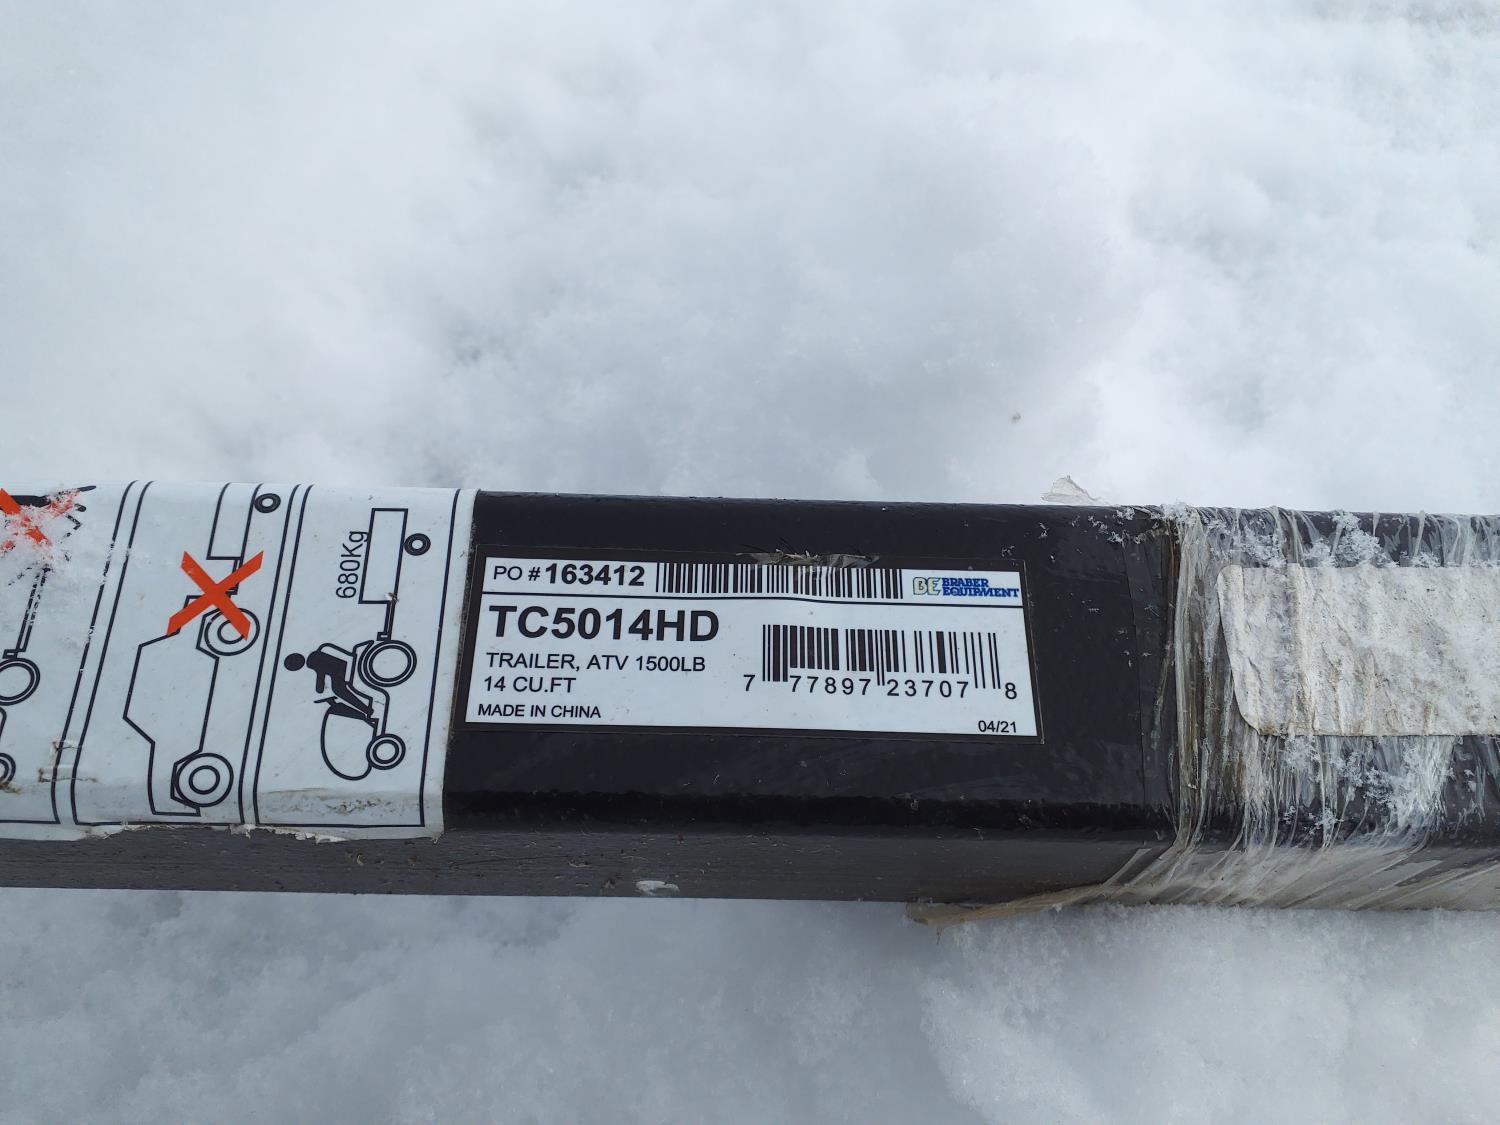 680Kg
PO # 163412
BE BRABER EQUIPMENT
TC5014HD
TRAILER, ATV 1500LB
14 CU.FT
MADE IN CHINA
7 77897 23707 8
04/21